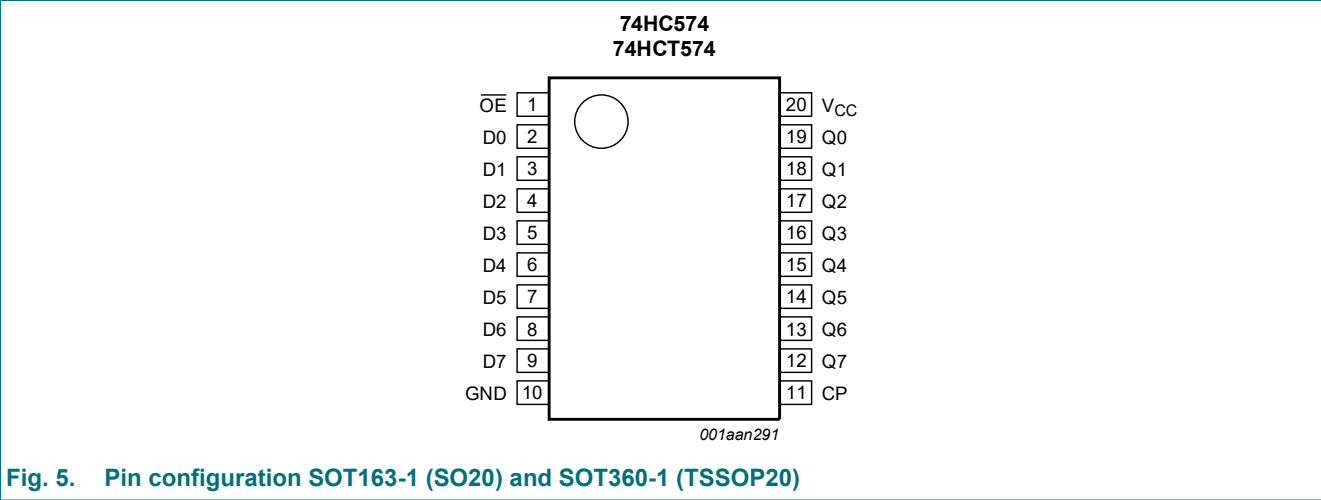 74HC574
74HCT574
O̅E̅ 1 20 VCC
D0 2 19 Q0
D1 3 18 Q1
D2 4 17 Q2
D3 5 16 Q3
D4 6 15 Q4
D5 7 14 Q5
D6 8 13 Q6
D7 9 12 Q7
GND 10 11 CP
001aan291
Fig. 5. Pin configuration SOT163-1 (SO20) and SOT360-1 (TSSOP20)